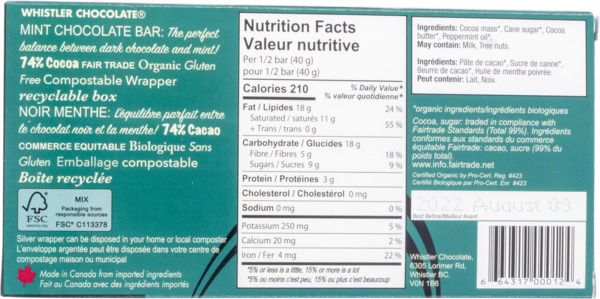 WHISTLER CHOCOLATE®
MINT CHOCOLATE BAR: The perfect
balance between dark chocolate and mint!
74% Cocoa FAIR TRADE Organic Gluten
Free Compostable Wrapper
recyclable box
NOIR MENTHE: L'équilibre parfait entre
le chocolat noir et la menthe! 74% Cacao
COMMERCE EQUITABLE Biologique Sans
Gluten Emballage compostable
Boîte recyclée
FSC
www.fsc.org
MIX
Packaging from
responsible sources
FSC® C113378
Silver wrapper can be disposed in your home or local composter
L'enveloppe argentée peut être disposée dans votre centre de
compostage maison ou municipal
Made in Canada from imported ingredients
Fait au Canada avec des ingrédients importés
Nutrition Facts
Valeur nutritive
Per 1/2 bar (40 g)
pour 1/2 bar (40 g)
Calories 210
% Daily Value*
% valeur quotidienne*
Fat / Lipides 18 g 24 %
Saturated / saturés 11 g
+ Trans / trans 0 g 55 %
Carbohydrate / Glucides 18 g
Fibre / Fibres 5 g 18 %
Sugars / Sucres 9 g 9 %
Protein / Protéines 3 g
Cholesterol / Cholestérol 0 mg
Sodium 0 mg 0 %
Potassium 250 mg 5 %
Calcium 20 mg 2 %
Iron / Fer 4 mg 22 %
*5% or less is a little, 15% or more is a lot
*5% ou moins c'est peu, 15% ou plus c'est beaucoup
Ingredients: Cocoa mass*, Cane sugar*, Cocoa
butter*, Peppermint oil*.
May contain: Milk, Tree nuts.
Ingrédients: Pâte de cacao*, Sucre de canne*,
Beurre de cacao*, Huile de menthe poivrée.
Peut contenir: Lait, Noix.
*organic ingredients/ingrédients biologiques
Cocoa, sugar: traded in compliance with
Fairtrade Standards (Total 99%). Ingrédients
conformes aux standards du commerce
équitable Fairtrade: cacao, sucre (99% du
poids total).
www.info.fairtrade.net
Certified Organic by Pro-Cert. Reg. #423
Certifié Biologique par Pro-Cert. Enr #423
2022 August 09
Best Before/Meilleur Avant
Whistler Chocolate,
6305 Lorimer Rd,
Whistler BC.
V0N 1B6
6 64317 00012 4